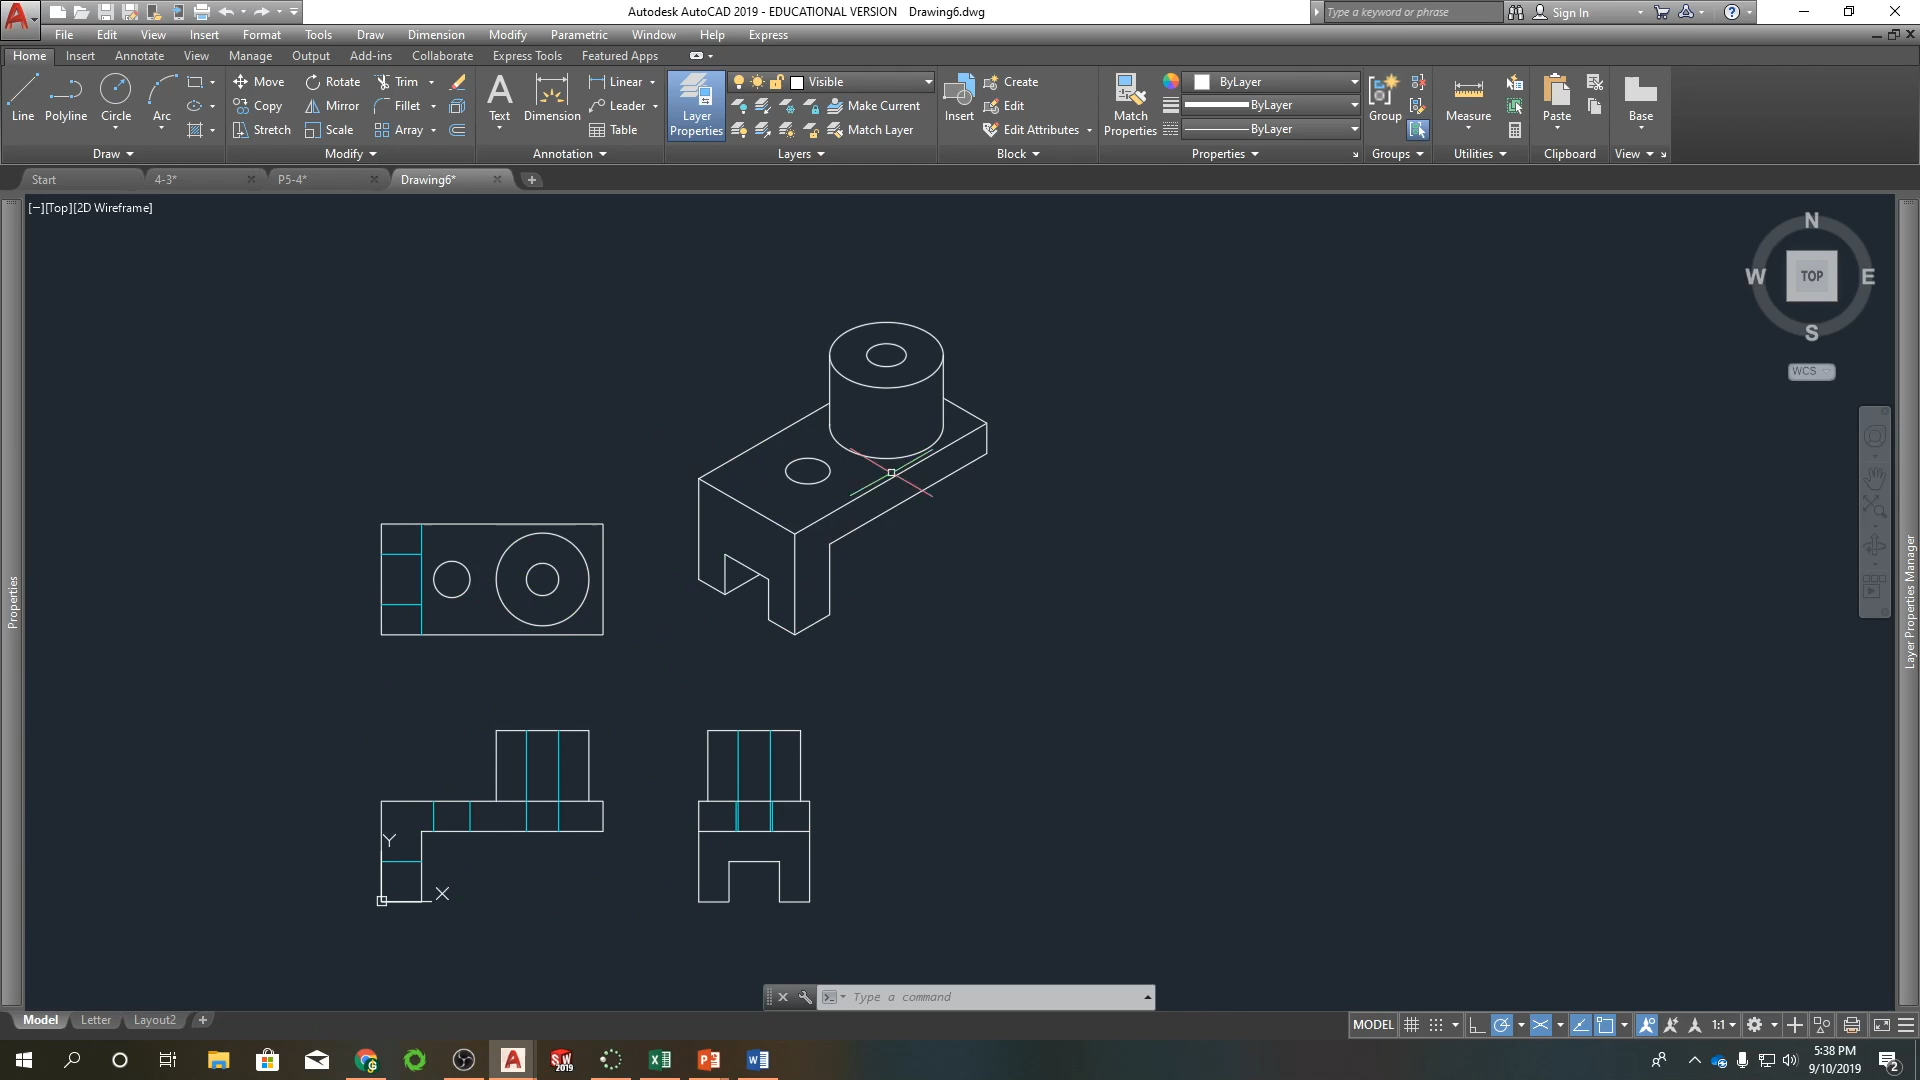 Autodesk AutoCAD 2019 - EDUCATIONAL VERSION Drawing6.dwg
Type a keyword or phrase
Sign In
File Edit View Insert Format Tools Draw Dimension Modify Parametric Window Help Express
Home Insert Annotate View Manage Output Add-ins Collaborate Express Tools Featured Apps
Line Polyline Circle Arc
Move Rotate Trim
Copy Mirror Fillet
Stretch Scale Array
Text Dimension
Linear
Leader
Table
Layer
Properties
Visible
Make Current
Match Layer
Insert
Create
Edit
Edit Attributes
Match
Properties
ByLayer
ByLayer
ByLayer
Group
Measure
Paste
Base
Draw Modify Annotation Layers Block Properties Groups Utilities Clipboard View
Start 4-3* P5-4* Drawing6*
[−][Top][2D Wireframe]
N
W TOP E
S
WCS
Properties
Layer Properties Manager
Y
X
Type a command
Model Letter Layout2
MODEL 1:1
SW
2019
5:38 PM
9/10/2019
2